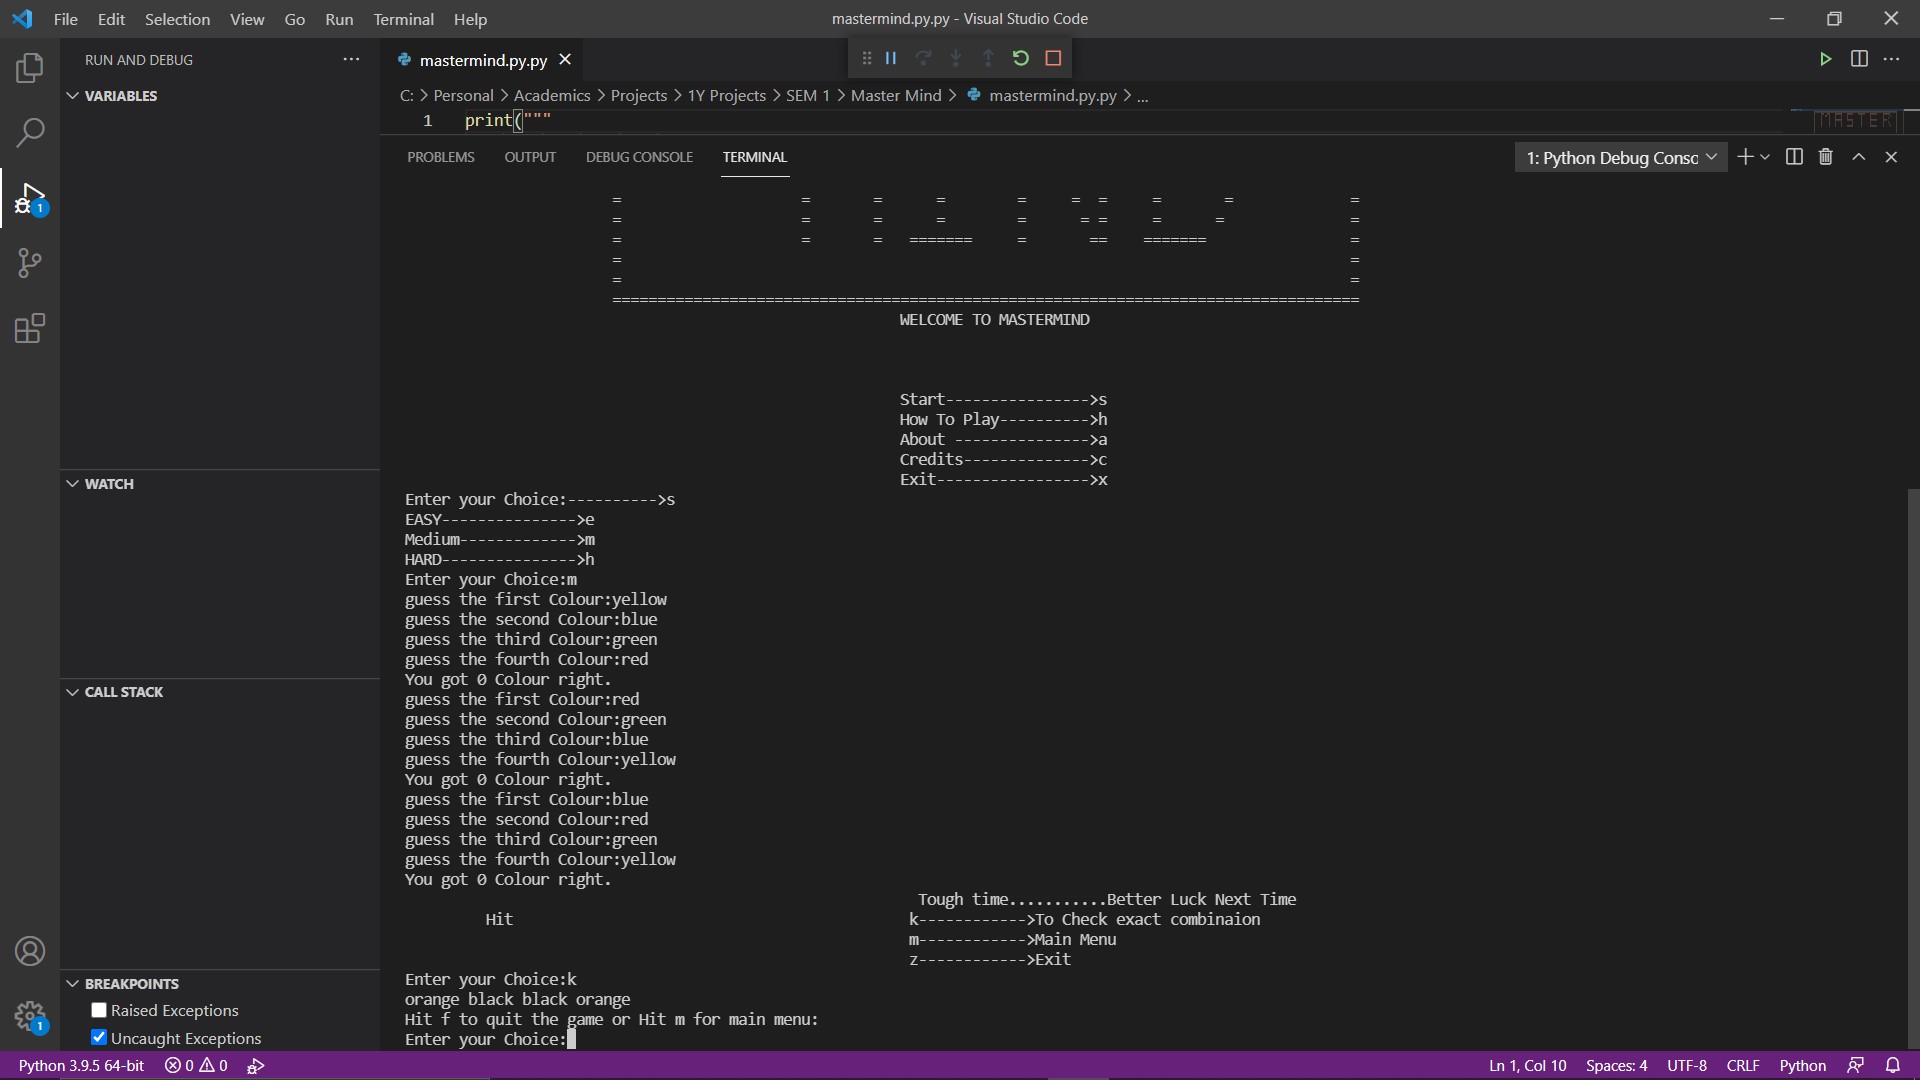 File Edit Selection View Go Run Terminal Help mastermind.py.py - Visual Studio Code
RUN AND DEBUG ... mastermind.py.py
VARIABLES
C: > Personal > Academics > Projects > 1Y Projects > SEM 1 > Master Mind > mastermind.py.py > ...
1 print("""
MASTER
PROBLEMS OUTPUT DEBUG CONSOLE TERMINAL 1: Python Debug Consc
=                    =       =      =        =     =  =     =       =             =
=                    =       =      =        =      = =     =      =              =
=                    =       =   =======     =       ==    =======                =
=                                                                                 =
=                                                                                 =
===================================================================================
WELCOME TO MASTERMIND
Start---------------->s
How To Play---------->h
About --------------->a
Credits-------------->c
Exit----------------->x
Enter your Choice:---------->s
EASY--------------->e
Medium------------->m
HARD--------------->h
Enter your Choice:m
guess the first Colour:yellow
guess the second Colour:blue
guess the third Colour:green
guess the fourth Colour:red
You got 0 Colour right.
guess the first Colour:red
guess the second Colour:green
guess the third Colour:blue
guess the fourth Colour:yellow
You got 0 Colour right.
guess the first Colour:blue
guess the second Colour:red
guess the third Colour:green
guess the fourth Colour:yellow
You got 0 Colour right.
Tough time...........Better Luck Next Time
Hit k------------>To Check exact combinaion
m------------>Main Menu
z------------>Exit
Enter your Choice:k
orange black black orange
Hit f to quit the game or Hit m for main menu:
Enter your Choice:
WATCH
CALL STACK
BREAKPOINTS
Raised Exceptions
Uncaught Exceptions
1
1
Python 3.9.5 64-bit 0 0 Ln 1, Col 10 Spaces: 4 UTF-8 CRLF Python